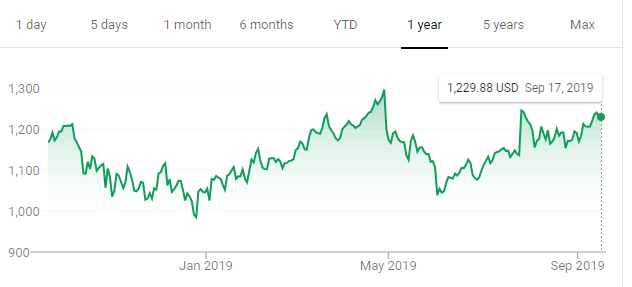 1 day 5 days 1 month 6 months YTD 1 year 5 years Max
1,229.88 USD Sep 17, 2019
1,300
1,200
1,100
1,000
900
Jan 2019 May 2019 Sep 2019